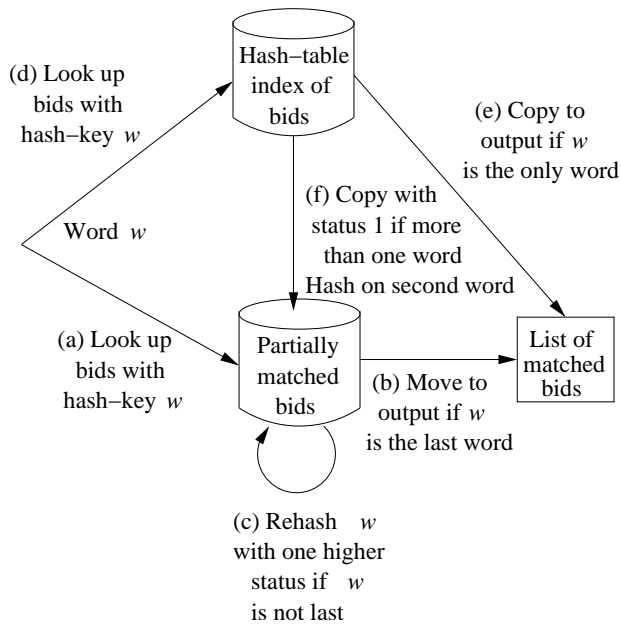 Hash−table
index of
bids
(d) Look up
bids with
hash−key w
(e) Copy to
output if w
is the only word
(f) Copy with
status 1 if more
than one word
Hash on second word
Word w
(a) Look up
bids with
hash−key w
Partially
matched
bids
List of
matched
bids
(b) Move to
output if w
is the last word
(c) Rehash w
with one higher
status if w
is not last